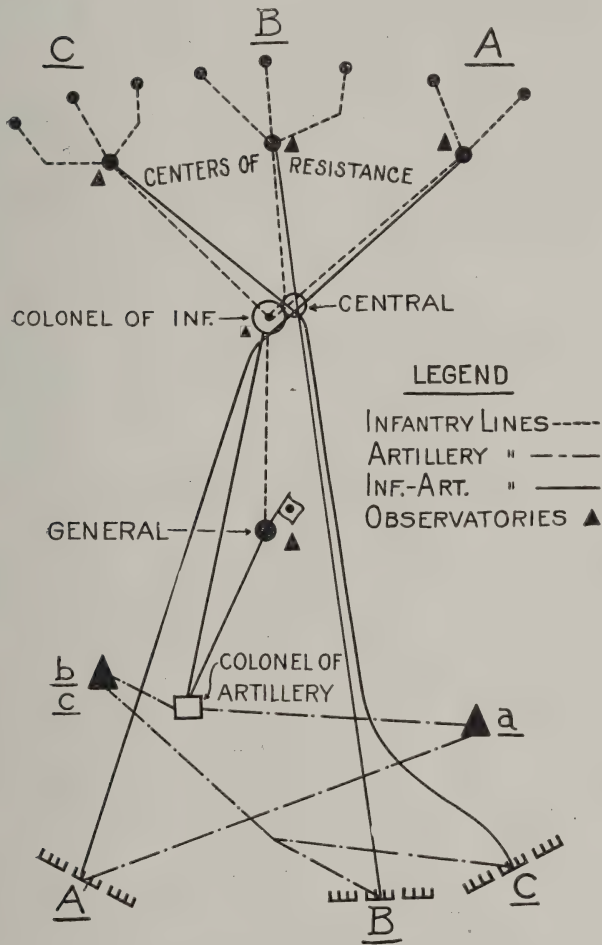 C
B
A
CENTERS OF RESISTANCE
COLONEL OF INF.
CENTRAL
LEGEND
INFANTRY LINES
ARTILLERY "
INF.-ART. "
OBSERVATORIES
GENERAL
COLONEL OF
ARTILLERY
b
c
a
A
B
C